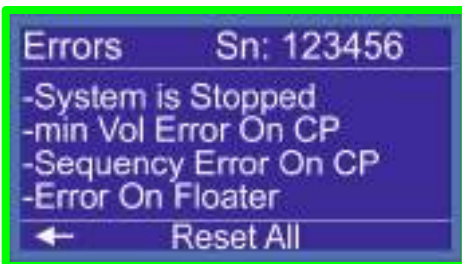 Errors Sn: 123456
-System is Stopped
-min Vol Error On CP
-Sequency Error On CP
-Error On Floater
← Reset All